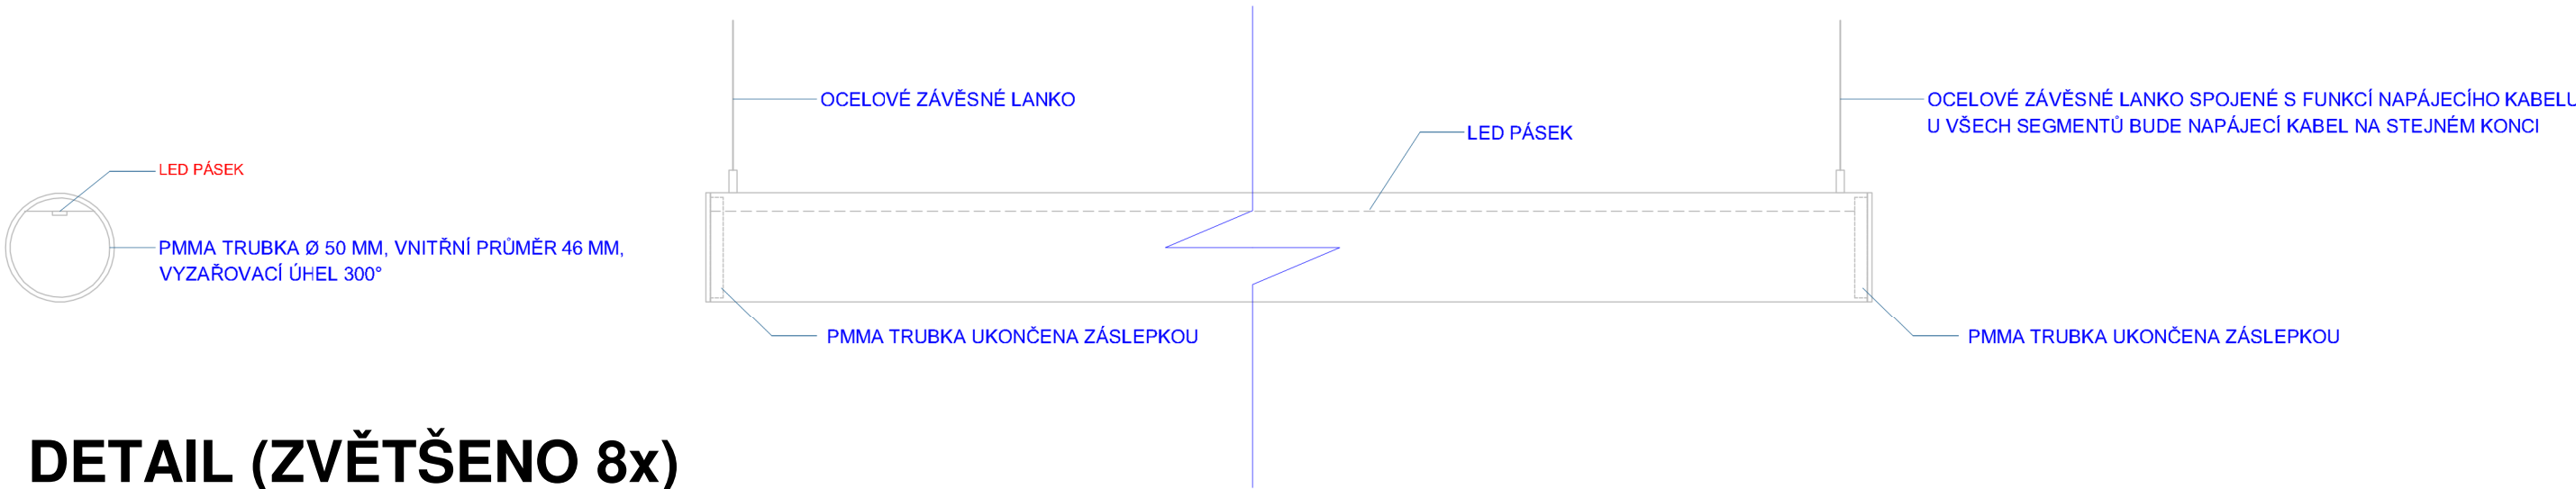 OCELOVÉ ZÁVĚSNÉ LANKO
OCELOVÉ ZÁVĚSNÉ LANKO SPOJENÉ S FUNKCÍ NAPÁJECÍHO KABELU
U VŠECH SEGMENTŮ BUDE NAPÁJECÍ KABEL NA STEJNÉM KONCI
LED PÁSEK
LED PÁSEK
PMMA TRUBKA Ø 50 MM, VNITŘNÍ PRŮMĚR 46 MM,
VYZAŘOVACÍ ÚHEL 300°
PMMA TRUBKA UKONČENA ZÁSLEPKOU
PMMA TRUBKA UKONČENA ZÁSLEPKOU
DETAIL (ZVĚTŠENO 8x)